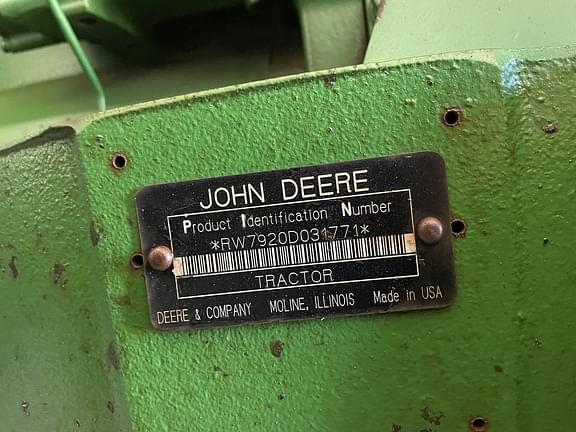 JOHN DEERE
Product Identification Number
*RW7920D031771*
TRACTOR
DEERE & COMPANY MOLINE, ILLINOIS Made in USA